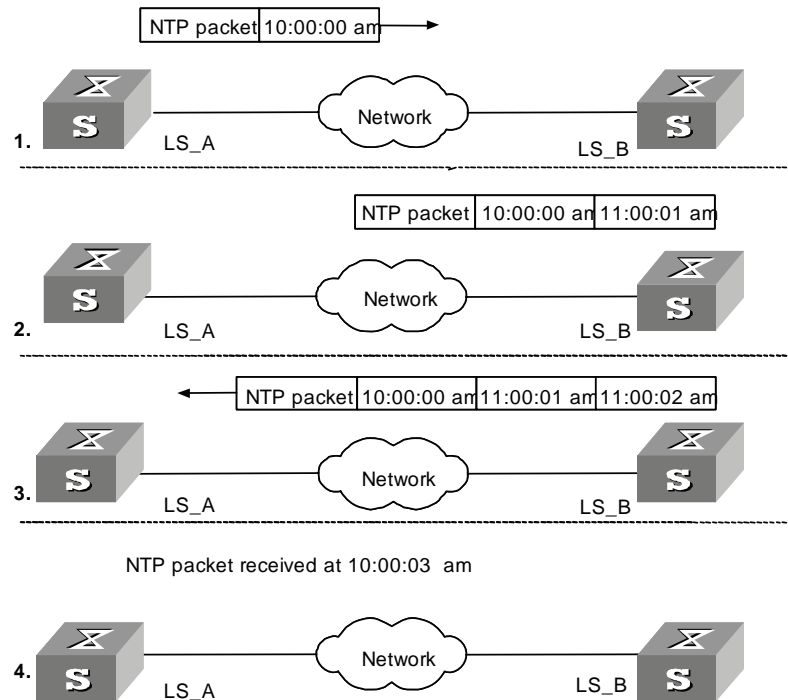 NTP packet 10:00:00 am
Network
S
S
1.
LS_A
LS_B
NTP packet 10:00:00 am 11:00:01 am
Network
S
S
2.
LS_A
LS_B
NTP packet 10:00:00 am 11:00:01 am 11:00:02 am
Network
S
S
3.
LS_A
LS_B
NTP packet received at 10:00:03 am
Network
S
S
4.
LS_A
LS_B